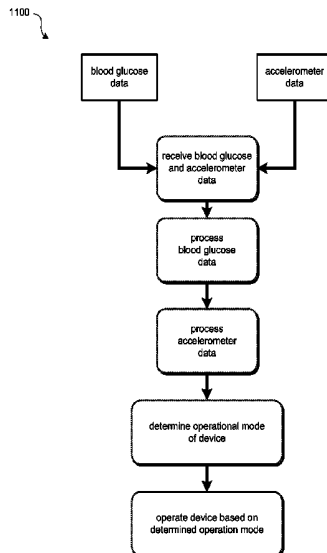 1100
blood glucose
data
accelerometer
data
receive blood glucose
and accelerometer
data
process
blood glucose
data
process
accelerometer
data
determine operational mode
of device
operate device based on
determined operation mode